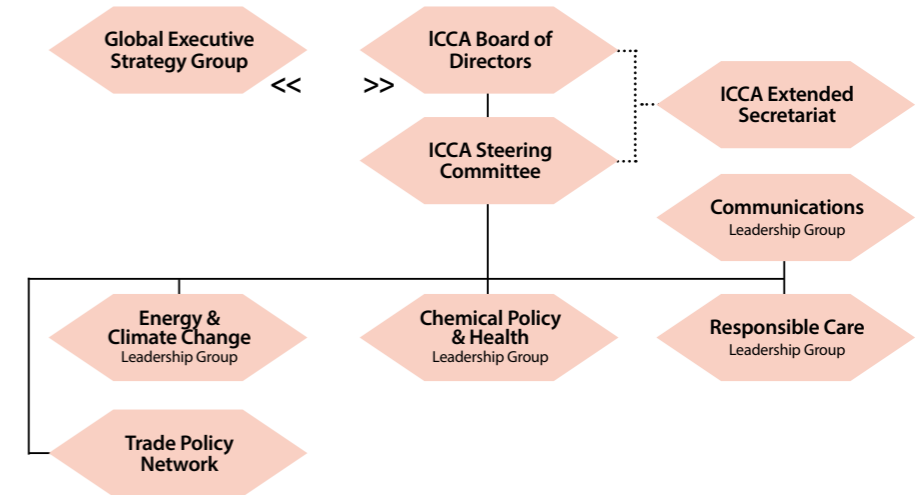 Global Executive
Strategy Group
ICCA Board of
Directors
<< >>
ICCA Extended
Secretariat
ICCA Steering
Committee
Communications
Leadership Group
Energy &
Climate Change
Leadership Group
Chemical Policy
& Health
Leadership Group
Responsible Care
Leadership Group
Trade Policy
Network